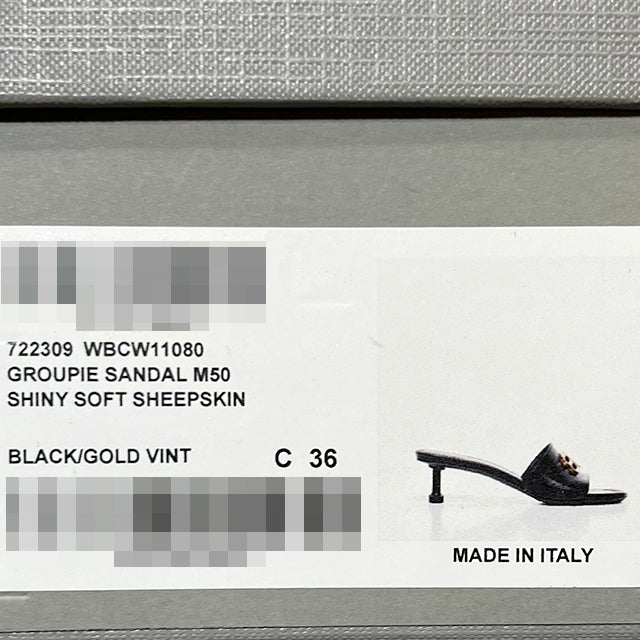 722309 WBCW11080
GROUPIE SANDAL M50
SHINY SOFT SHEEPSKIN
BLACK/GOLD VINT C 36
MADE IN ITALY